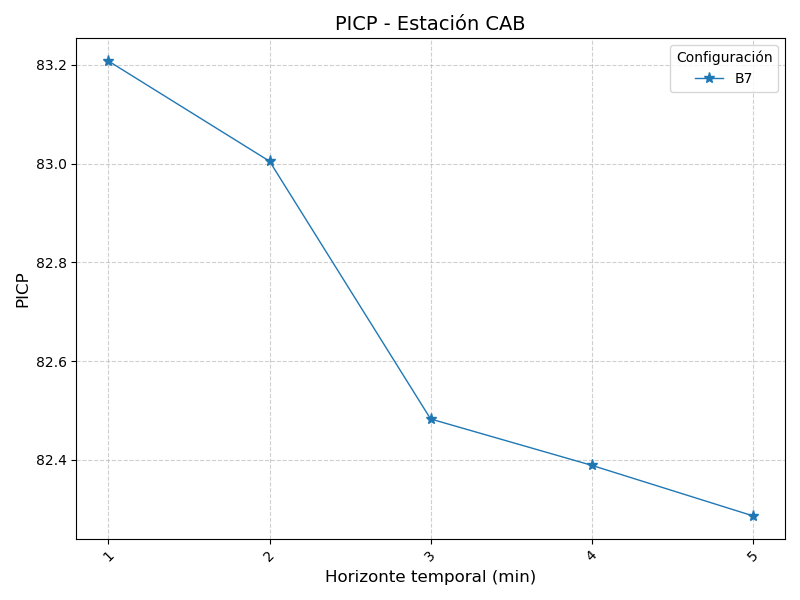 PICP - Estación CAB
Configuración
B7
83.2
83.0
82.8
82.6
82.4
PICP
1
2
3
4
5
Horizonte temporal (min)